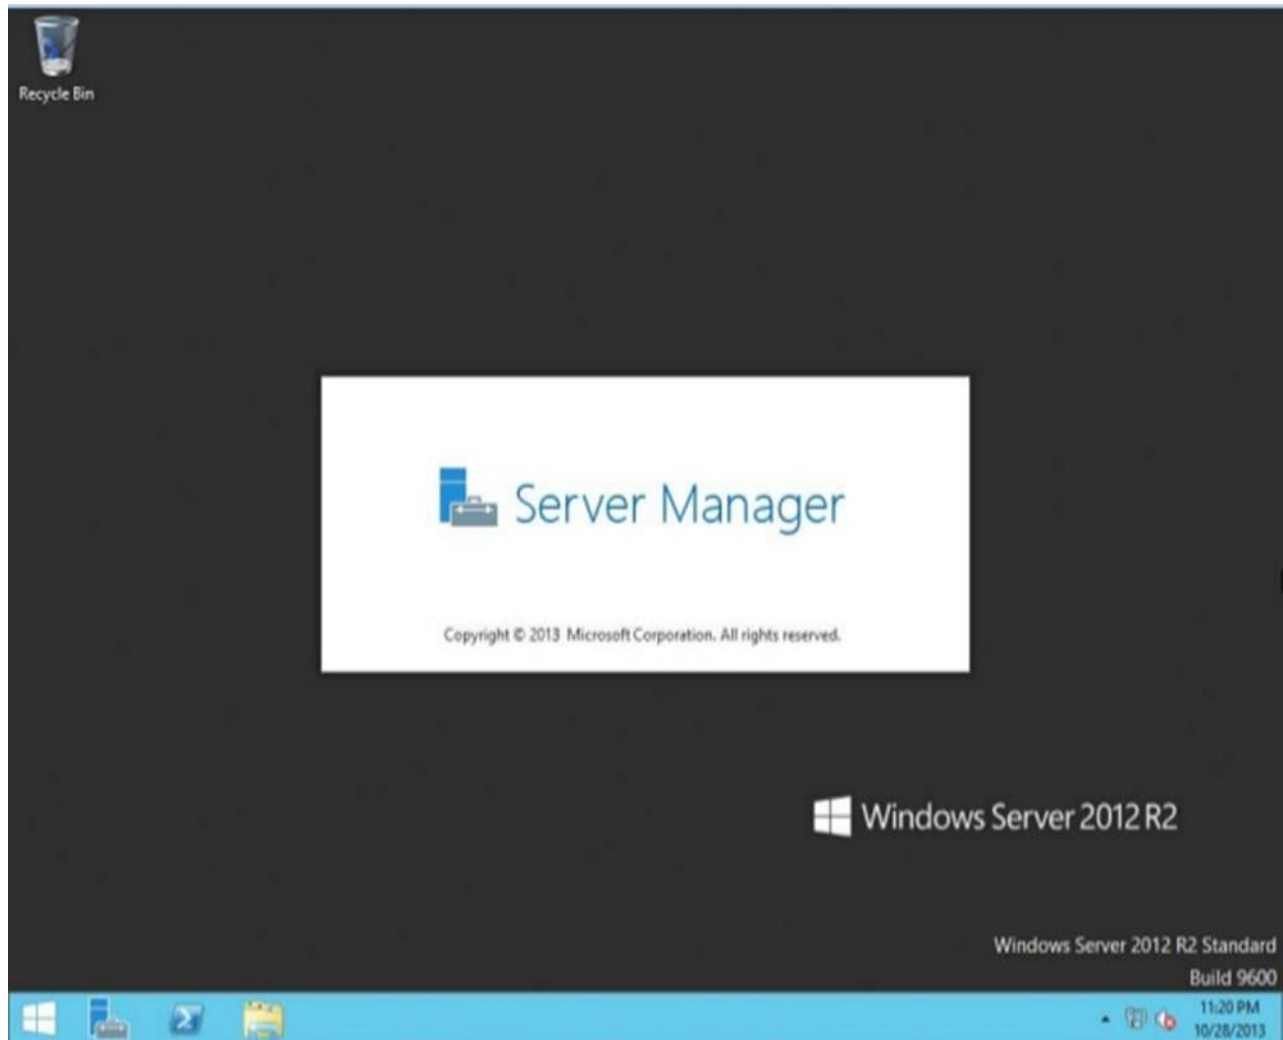 Recycle Bin
Server Manager
Copyright © 2013 Microsoft Corporation. All rights reserved.
Windows Server 2012 R2
Windows Server 2012 R2 Standard
Build 9600
11:20 PM
10/28/2013